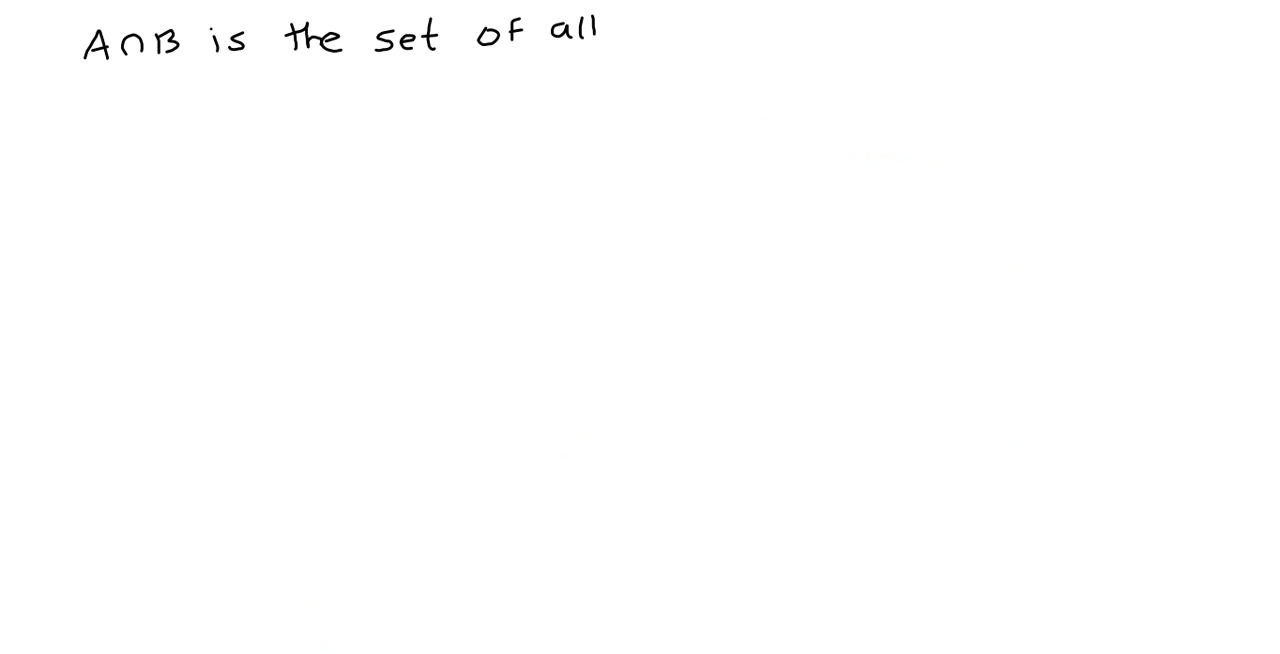 A∩B is the set of all